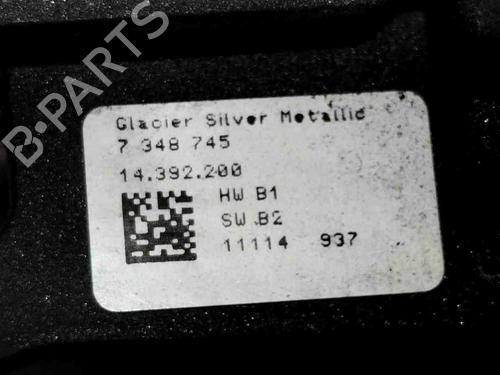 B-PARTS
Glacier Silver Metallic
7 348 745
14.392.200
HW B1
SW B2
11114 937